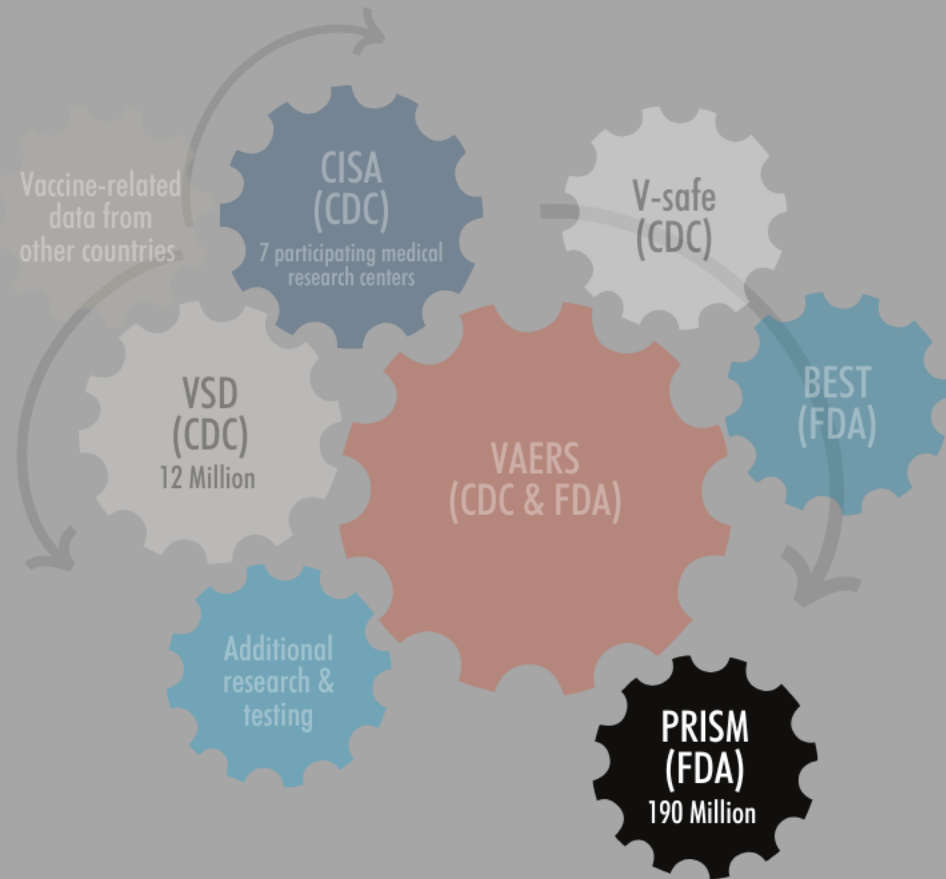 Vaccine-related
data from
other countries
CISA
(CDC)
7 participating medical
research centers
V-safe
(CDC)
VSD
(CDC)
12 Million
VAERS
(CDC & FDA)
BEST
(FDA)
Additional
research &
testing
PRISM
(FDA)
190 Million